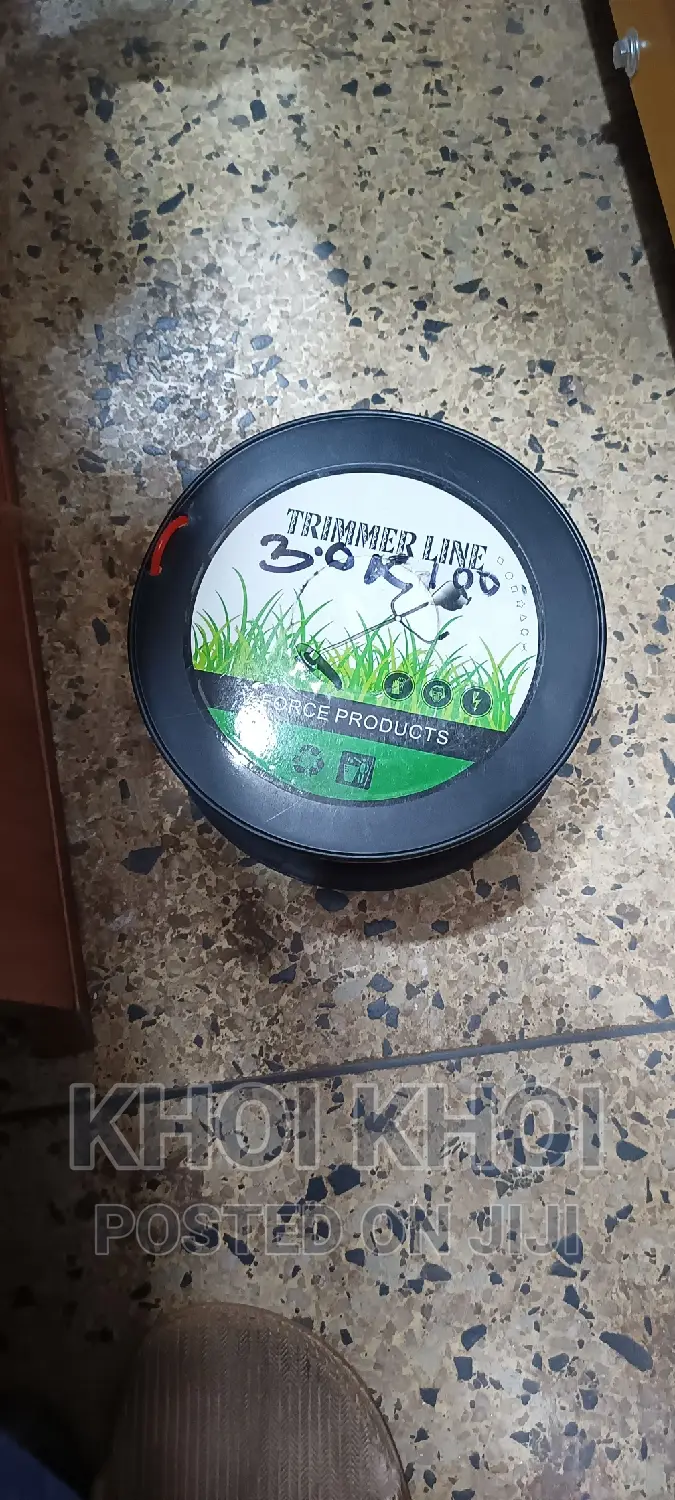 TRIMMER LINE
3.0 X 100
FORCE PRODUCTS
KHOI KHOI
POSTED ON JIJI